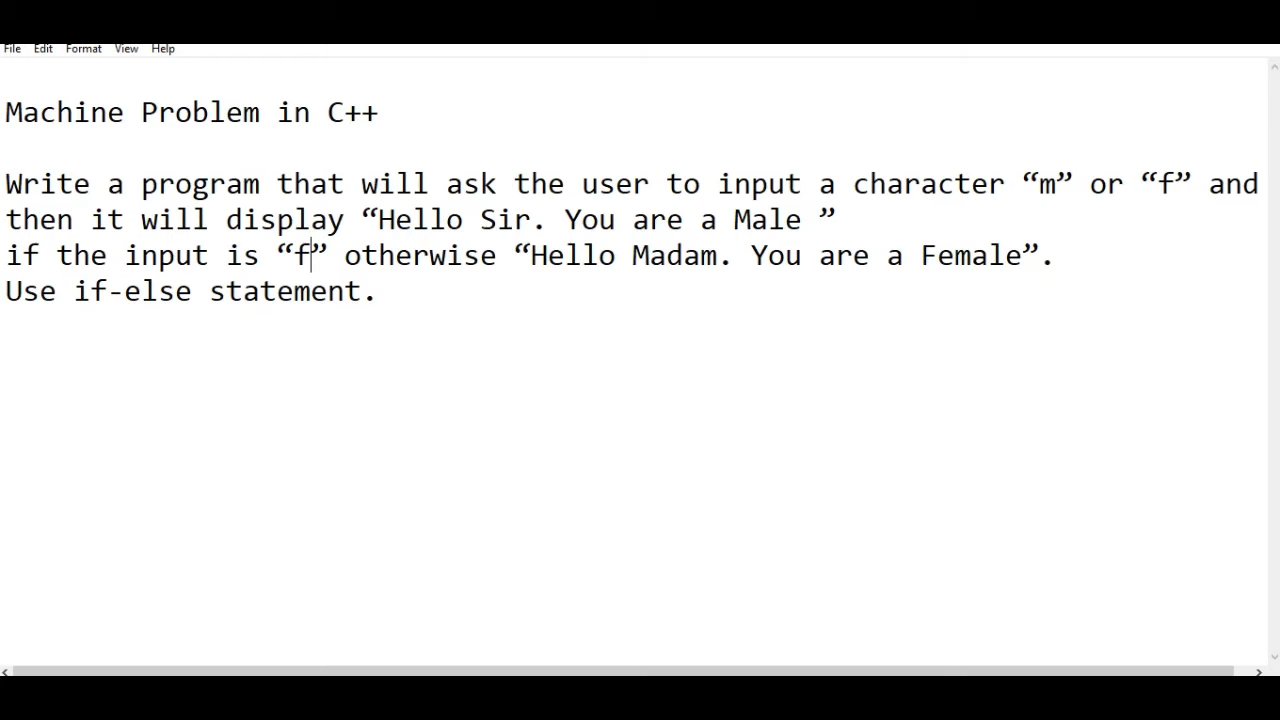 File Edit Format View Help
Machine Problem in C++
Write a program that will ask the user to input a character “m” or “f” and
then it will display “Hello Sir. You are a Male ”
if the input is “f” otherwise “Hello Madam. You are a Female”.
Use if-else statement.